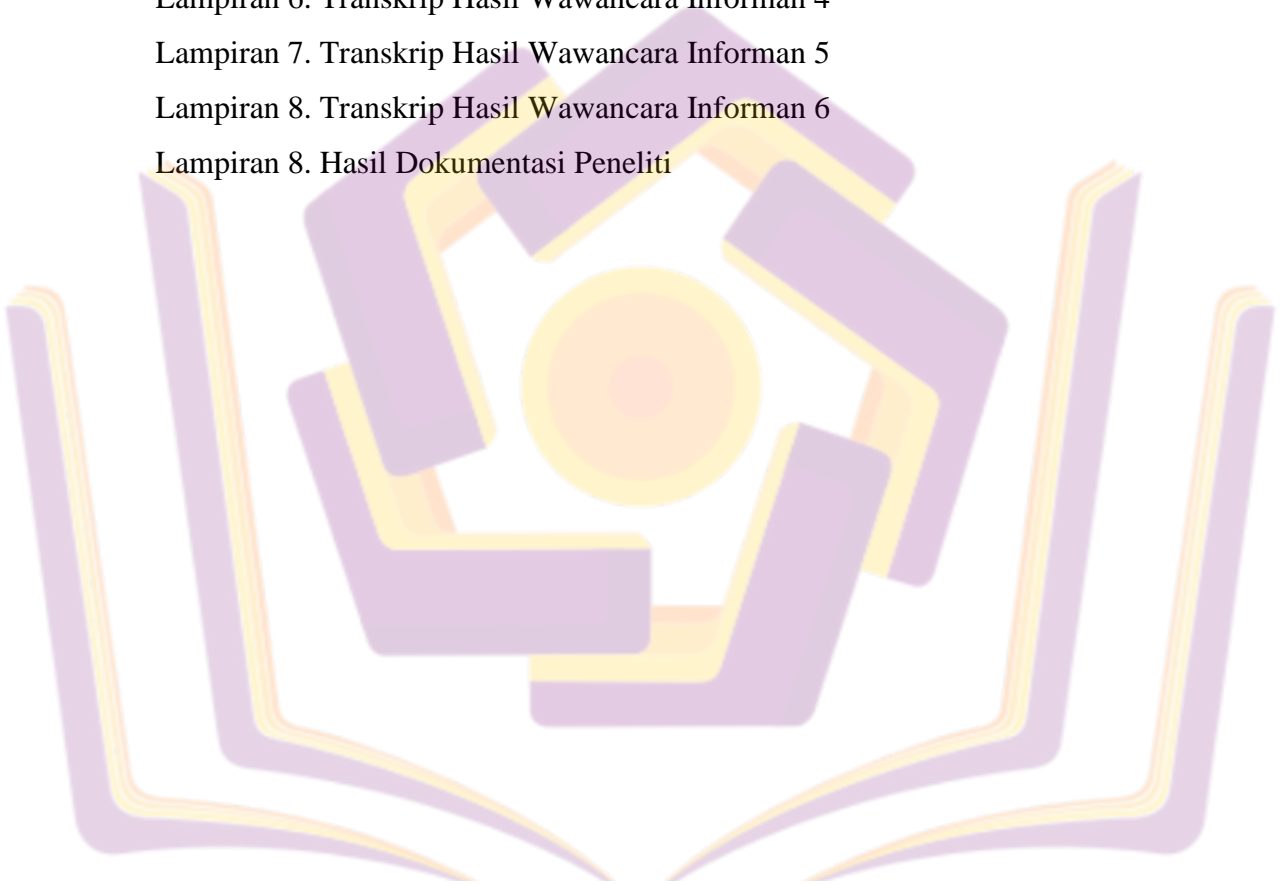 Lampiran 6. Transkrip Hasil Wawancara Informan 4
Lampiran 7. Transkrip Hasil Wawancara Informan 5
Lampiran 8. Transkrip Hasil Wawancara Informan 6
Lampiran 8. Hasil Dokumentasi Peneliti